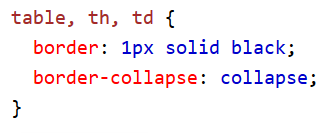 table, th, td {
  border: 1px solid black;
  border-collapse: collapse;
}